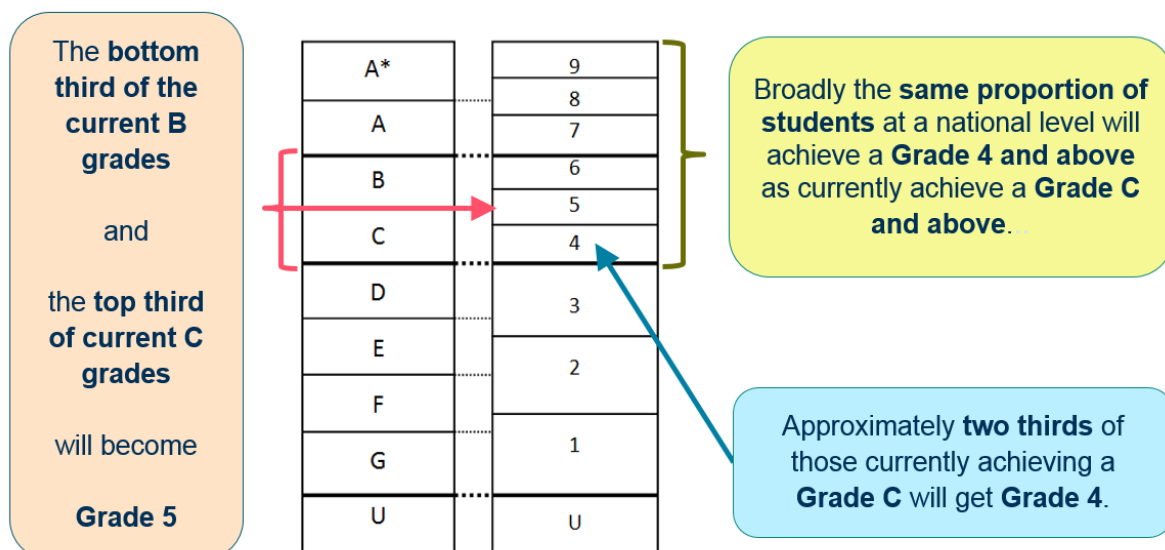 The bottom
third of the
current B
grades
and
the top third
of current C
grades
will become
Grade 5
A*
A
B
C
D
E
F
G
U
9
8
7
6
5
4
3
2
1
U
Broadly the same proportion of
students at a national level will
achieve a Grade 4 and above
as currently achieve a Grade C
and above...
Approximately two thirds of
those currently achieving a
Grade C will get Grade 4.